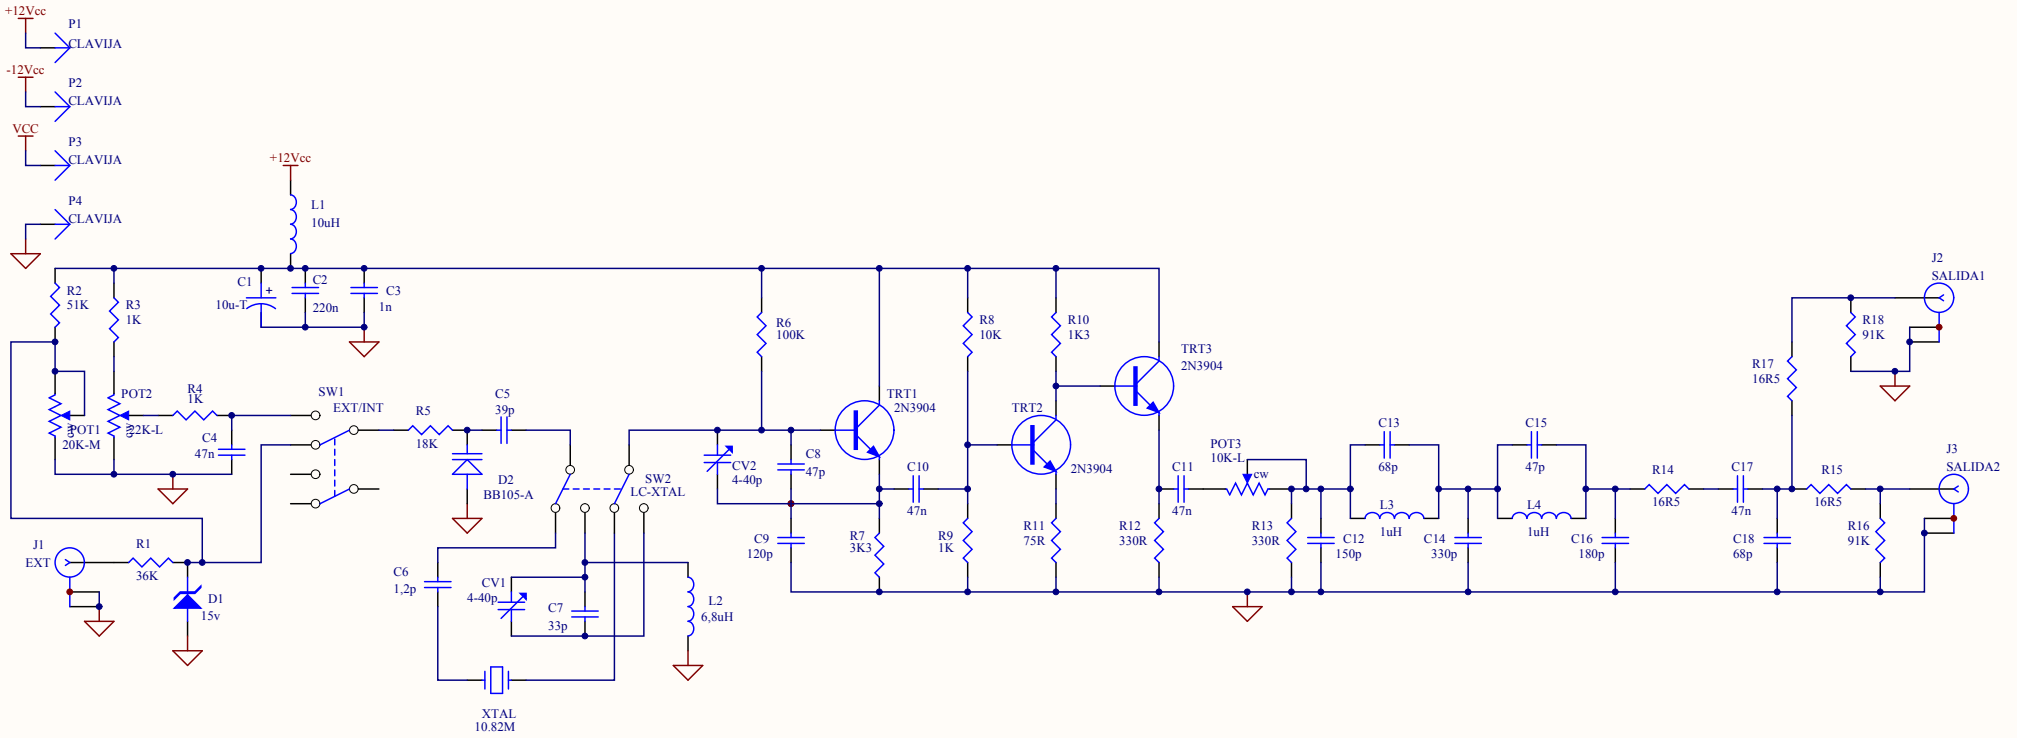 +12Vcc
P1
CLAVIJA
-12Vcc
P2
CLAVIJA
VCC
P3
CLAVIJA
P4
CLAVIJA
+12Vcc
L1
10uH
R2
51K
R3
1K
C1
+
10u-T
C2
220n
C3
1n
POT1
20K-M
cw
POT2
22K-L
cw
R4
1K
C4
47n
SW1
EXT/INT
R5
18K
C5
39p
D2
BB105-A
SW2
LC-XTAL
J1
EXT
R1
36K
D1
15v
C6
1,2p
CV1
4-40p
C7
33p
L2
6,8uH
XTAL
10.82M
R6
100K
CV2
4-40p
C8
47p
C9
120p
TRT1
2N3904
R7
3K3
C10
47n
R8
10K
R9
1K
R10
1K3
TRT2
2N3904
R11
75R
TRT3
2N3904
R12
330R
C11
47n
POT3
10K-L
cw
R13
330R
C12
150p
C13
68p
L3
1uH
C14
330p
C15
47p
L4
1uH
C16
180p
R14
16R5
C17
47n
C18
68p
R17
16R5
R15
16R5
R16
91K
R18
91K
J2
SALIDA1
J3
SALIDA2